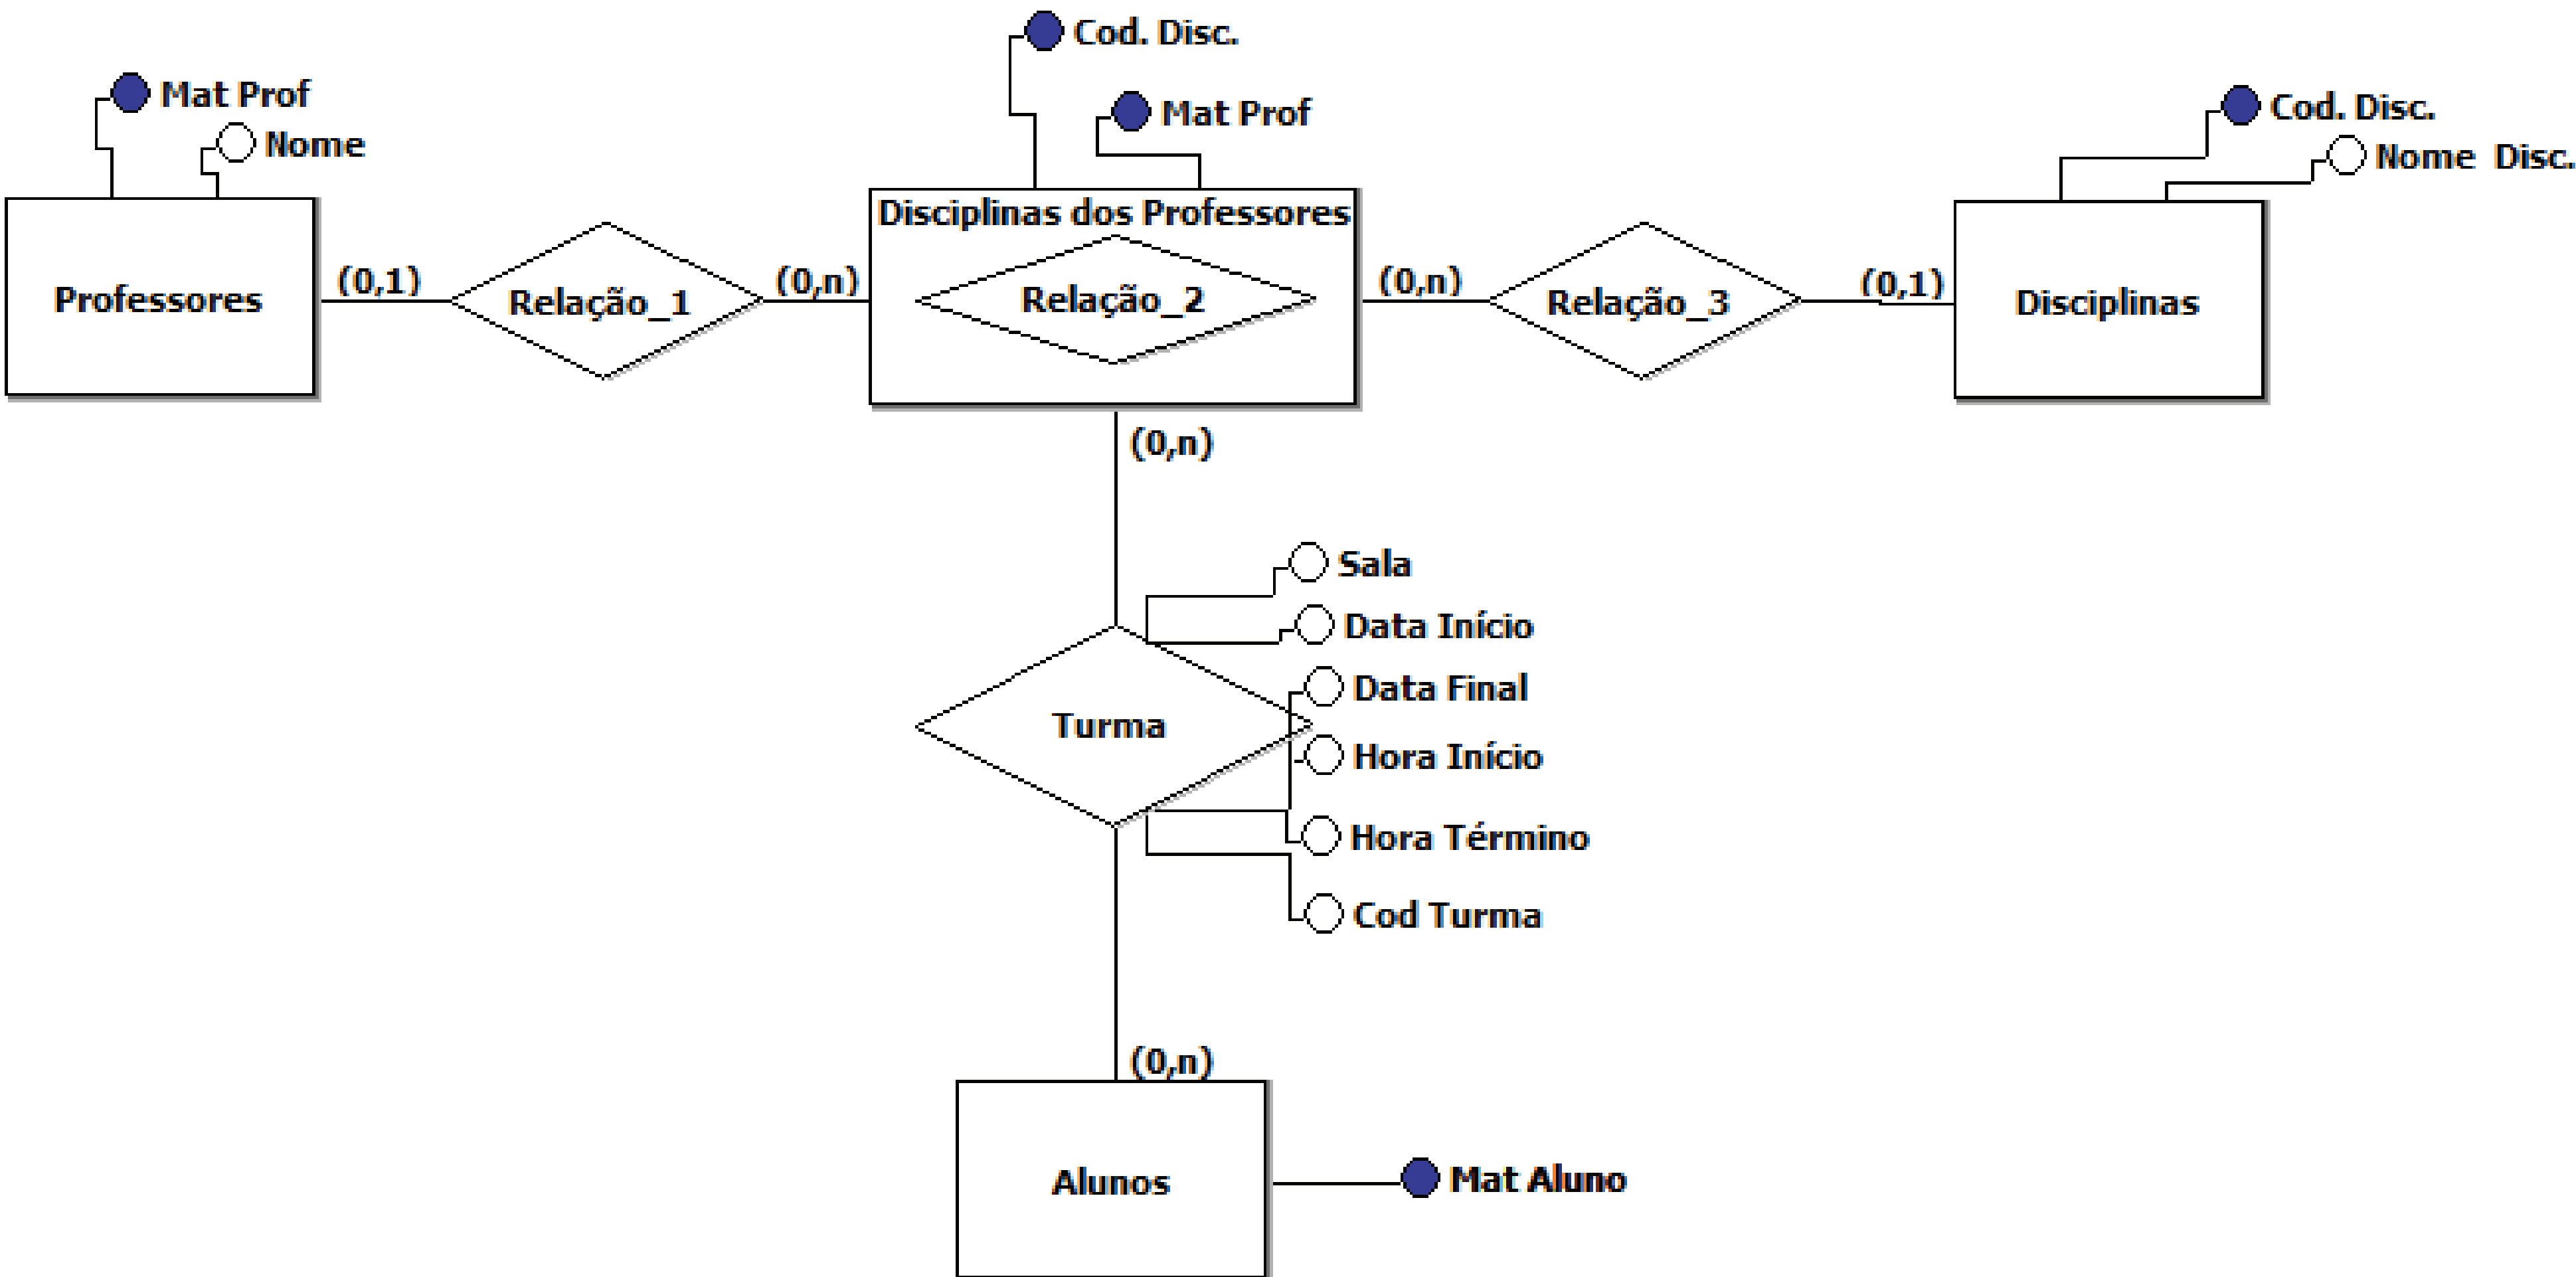 Cod. Disc.
Mat Prof
Nome
Mat Prof
Cod. Disc.
Nome Disc.
Disciplinas dos Professores
Professores
(0,1)
Relação_1
(0,n)
Relação_2
(0,n)
Relação_3
(0,1)
Disciplinas
(0,n)
Sala
Data Início
Data Final
Turma
Hora Início
Hora Término
Cod Turma
(0,n)
Alunos
Mat Aluno